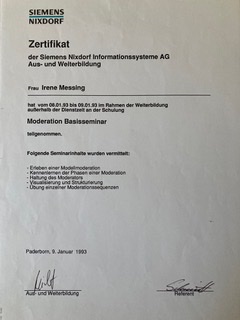 SIEMENS
NIXDORF
Zertifikat
der Siemens Nixdorf Informationssysteme AG
Aus- und Weiterbildung
Frau Irene Messing
hat vom 08.01.93 bis 09.01.93 im Rahmen der Weiterbildung
außerhalb der Dienstzeit an der Schulung
Moderation Basisseminar
teilgenommen.
Folgende Seminarinhalte wurden vermittelt:
- Erleben einer Modellmoderation
- Kennenlernen der Phasen einer Moderation
- Haltung des Moderators
- Visualisierung und Strukturierung
- Übung einzelner Moderationssequenzen
Paderborn, 9. Januar 1993
Aus- und Weiterbildung
Referent